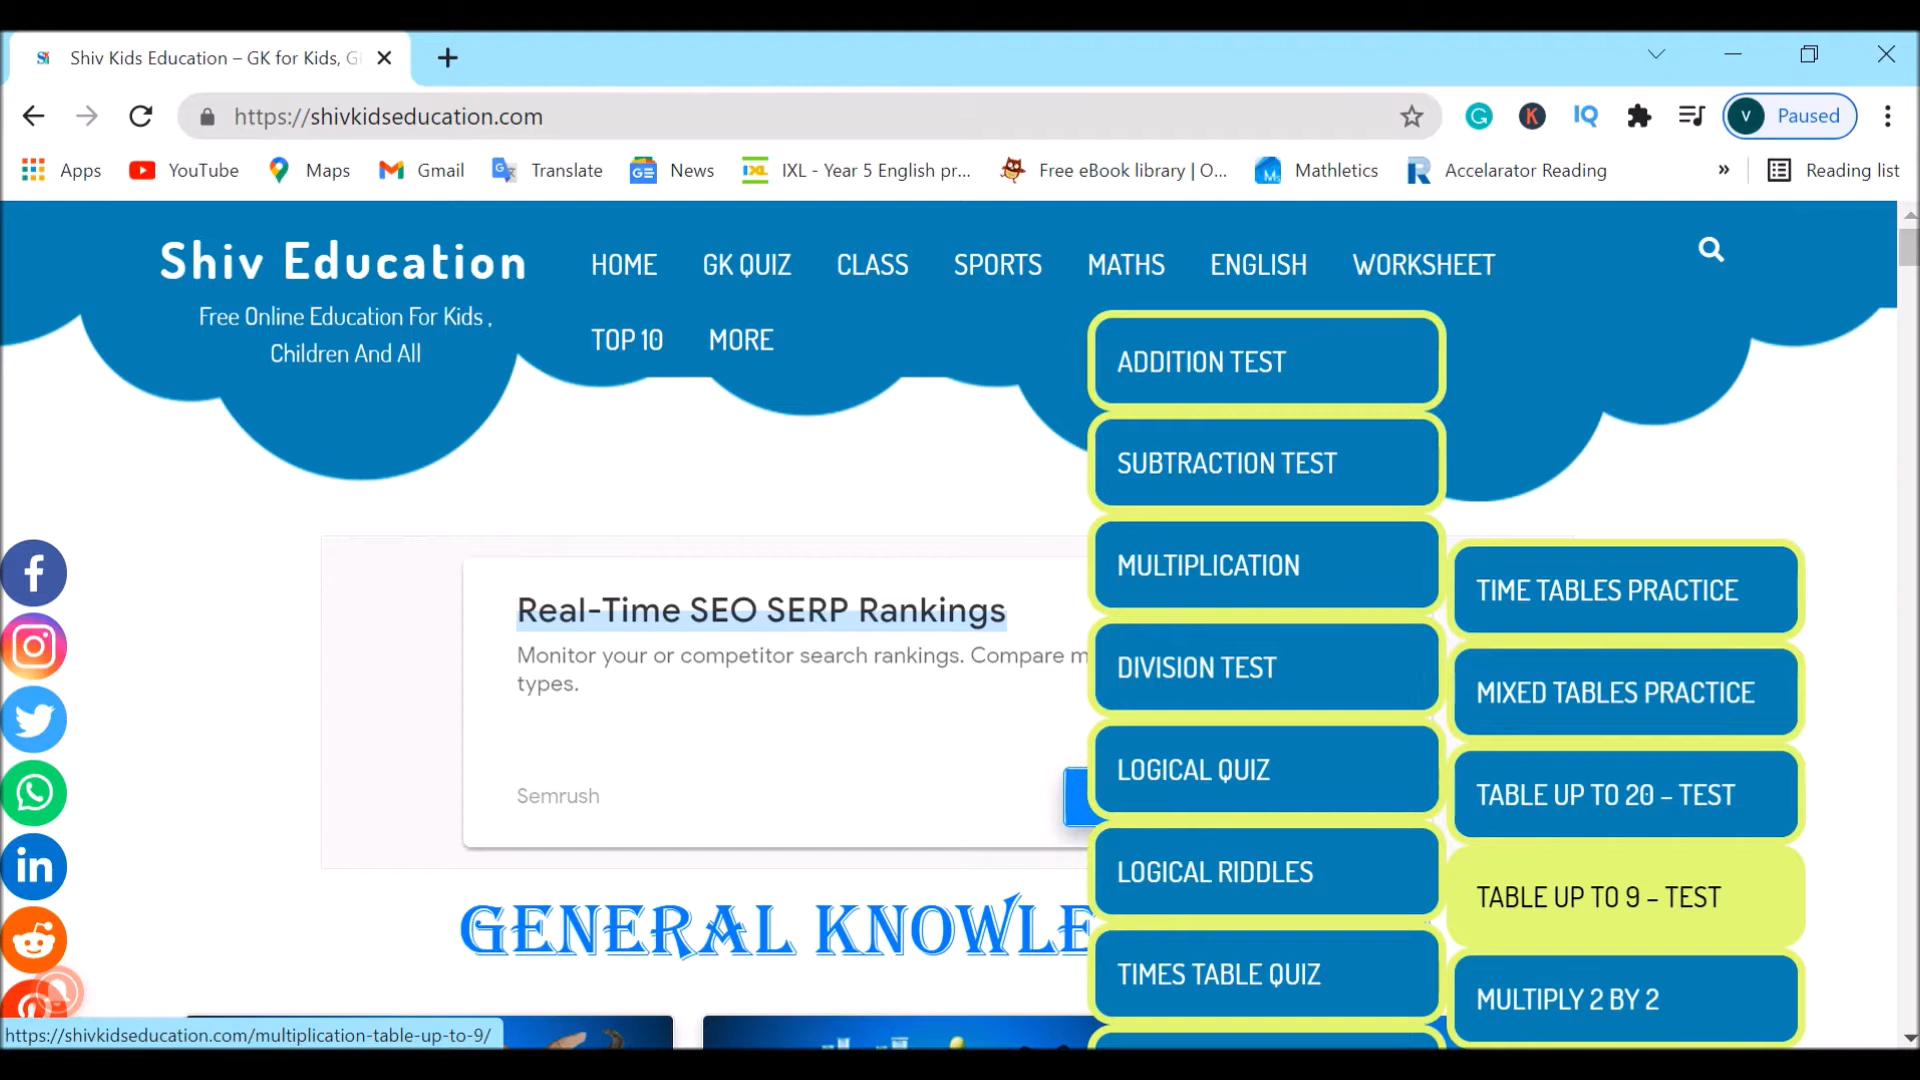 Shiv Kids Education – GK for Kids, G
https://shivkidseducation.com
G
K
IQ
V
Paused
Apps
YouTube
Maps
Gmail
Translate
News
IXL - Year 5 English pr...
Free eBook library | O...
Mathletics
Accelarator Reading
»
Reading list
Shiv Education
Free Online Education For Kids ,
Children And All
HOME
GK QUIZ
CLASS
SPORTS
MATHS
ENGLISH
WORKSHEET
TOP 10
MORE
ADDITION TEST
SUBTRACTION TEST
MULTIPLICATION
DIVISION TEST
LOGICAL QUIZ
LOGICAL RIDDLES
TIMES TABLE QUIZ
TIME TABLES PRACTICE
MIXED TABLES PRACTICE
TABLE UP TO 20 – TEST
TABLE UP TO 9 – TEST
MULTIPLY 2 BY 2
Real-Time SEO SERP Rankings
Monitor your or competitor search rankings. Compare m
types.
Semrush
GENERAL KNOWLE
https://shivkidseducation.com/multiplication-table-up-to-9/